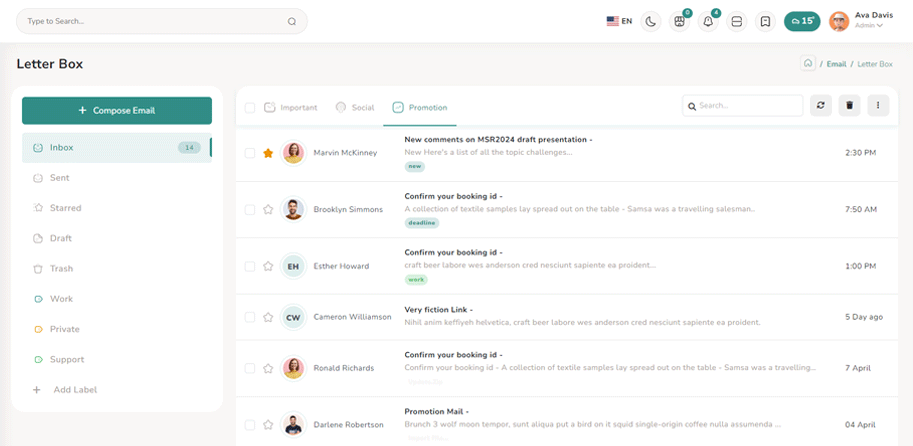 Type to Search...
EN
0
4
15°
Ava Davis
Admin
Letter Box
/ Email / Letter Box
+ Compose Email
Inbox
14
Sent
Starred
Draft
Trash
Work
Private
Support
+ Add Label
Important
Social
Promotion
Search...
Marvin McKinney
New comments on MSR2024 draft presentation -
New Here's a list of all the topic challenges...
new
2:30 PM
Brooklyn Simmons
Confirm your booking id -
A collection of textile samples lay spread out on the table - Samsa was a travelling salesman..
deadline
7:50 AM
EH
Esther Howard
Confirm your booking id -
craft beer labore wes anderson cred nesciunt sapiente ea proident...
work
1:00 PM
CW
Cameron Williamson
Very fiction Link -
Nihil anim keffiyeh helvetica, craft beer labore wes anderson cred nesciunt sapiente ea proident.
5 Day ago
Ronald Richards
Confirm your booking id -
Confirm your booking id - A collection of textile samples lay spread out on the table - Samsa was a travelling...
7 April
Darlene Robertson
Promotion Mail -
Brunch 3 wolf moon tempor, sunt aliqua put a bird on it squid single-origin coffee nulla assumenda ...
04 April